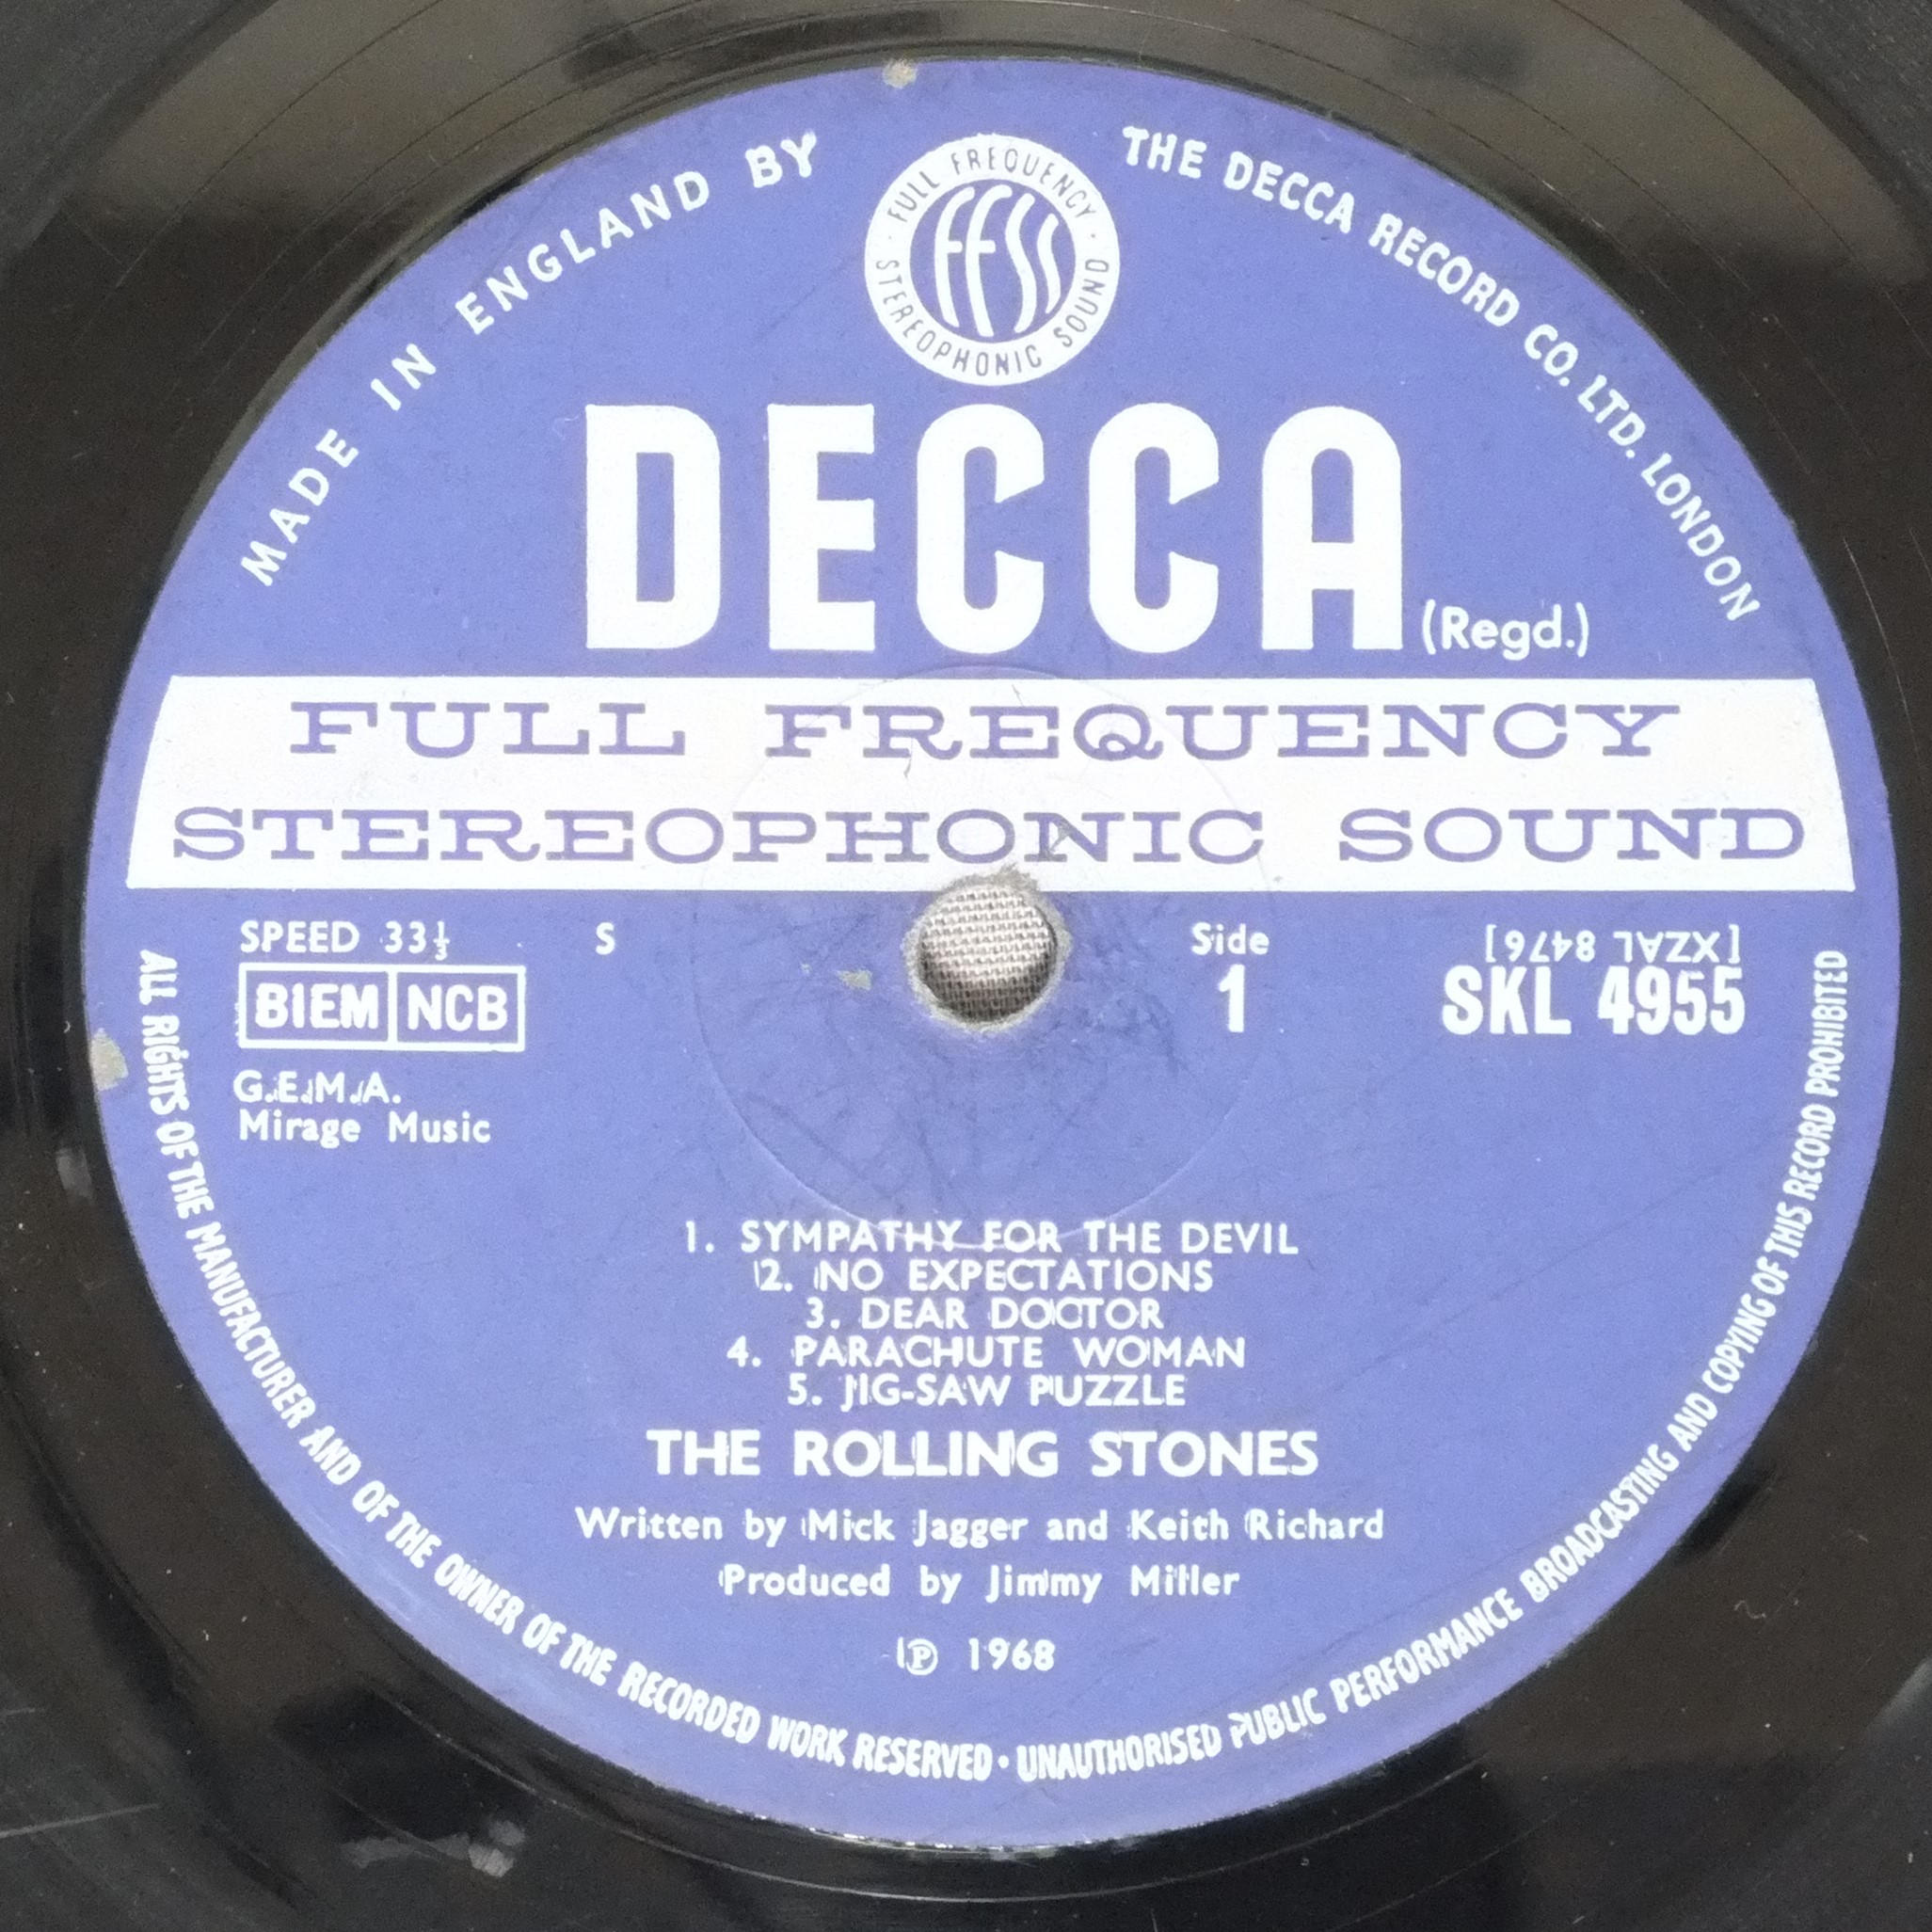 MADE IN ENGLAND BY THE DECCA RECORD CO. LTD. LONDON
FULL FREQUENCY
FFSS
STEREOPHONIC SOUND
DECCA (Regd.)
FULL FREQUENCY
STEREOPHONIC SOUND
SPEED 33⅓ S Side [XZAL 8476]
BIEM NCB 1 SKL 4955
G.E.M.A.
Mirage Music
1. SYMPATHY FOR THE DEVIL
2. NO EXPECTATIONS
3. DEAR DOCTOR
4. PARACHUTE WOMAN
5. JIG-SAW PUZZLE
THE ROLLING STONES
Written by Mick Jagger and Keith Richard
Produced by Jimmy Miller
℗ 1968
ALL RIGHTS OF THE MANUFACTURER AND OF THE OWNER OF THE RECORDED WORK RESERVED · UNAUTHORISED PUBLIC PERFORMANCE BROADCASTING AND COPYING OF THIS RECORD PROHIBITED